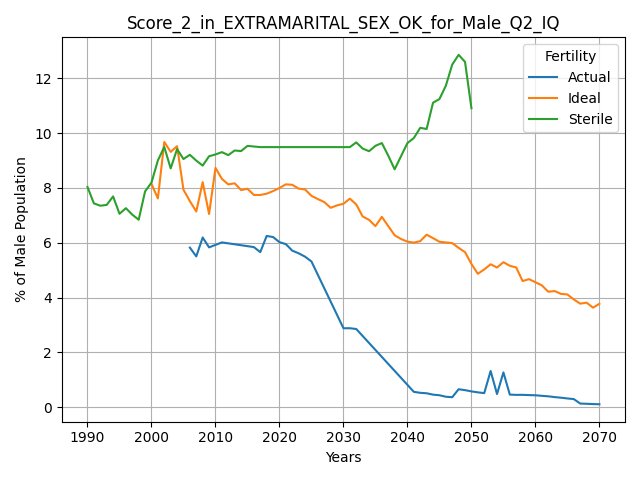 Score_2_in_EXTRAMARITAL_SEX_OK_for_Male_Q2_IQ
Fertility
Actual
Ideal
Sterile
% of Male Population
12
10
8
6
4
2
0
1990 2000 2010 2020 2030 2040 2050 2060 2070
Years